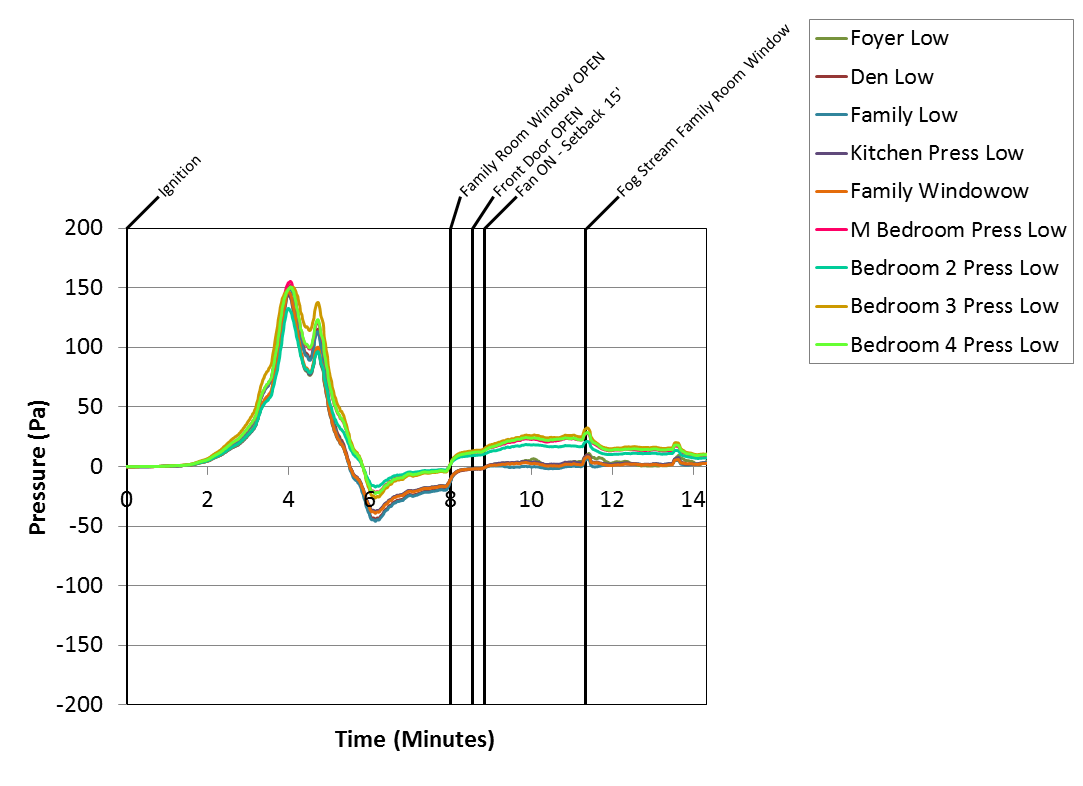 Ignition
Family Room Window OPEN
Front Door OPEN
Fan ON - Setback 15'
Fog Stream Family Room Window
Foyer Low
Den Low
Family Low
Kitchen Press Low
Family Windowow
M Bedroom Press Low
Bedroom 2 Press Low
Bedroom 3 Press Low
Bedroom 4 Press Low
Pressure (Pa)
200
150
100
50
0
-50
-100
-150
-200
0 2 4 6 8 10 12 14
Time (Minutes)